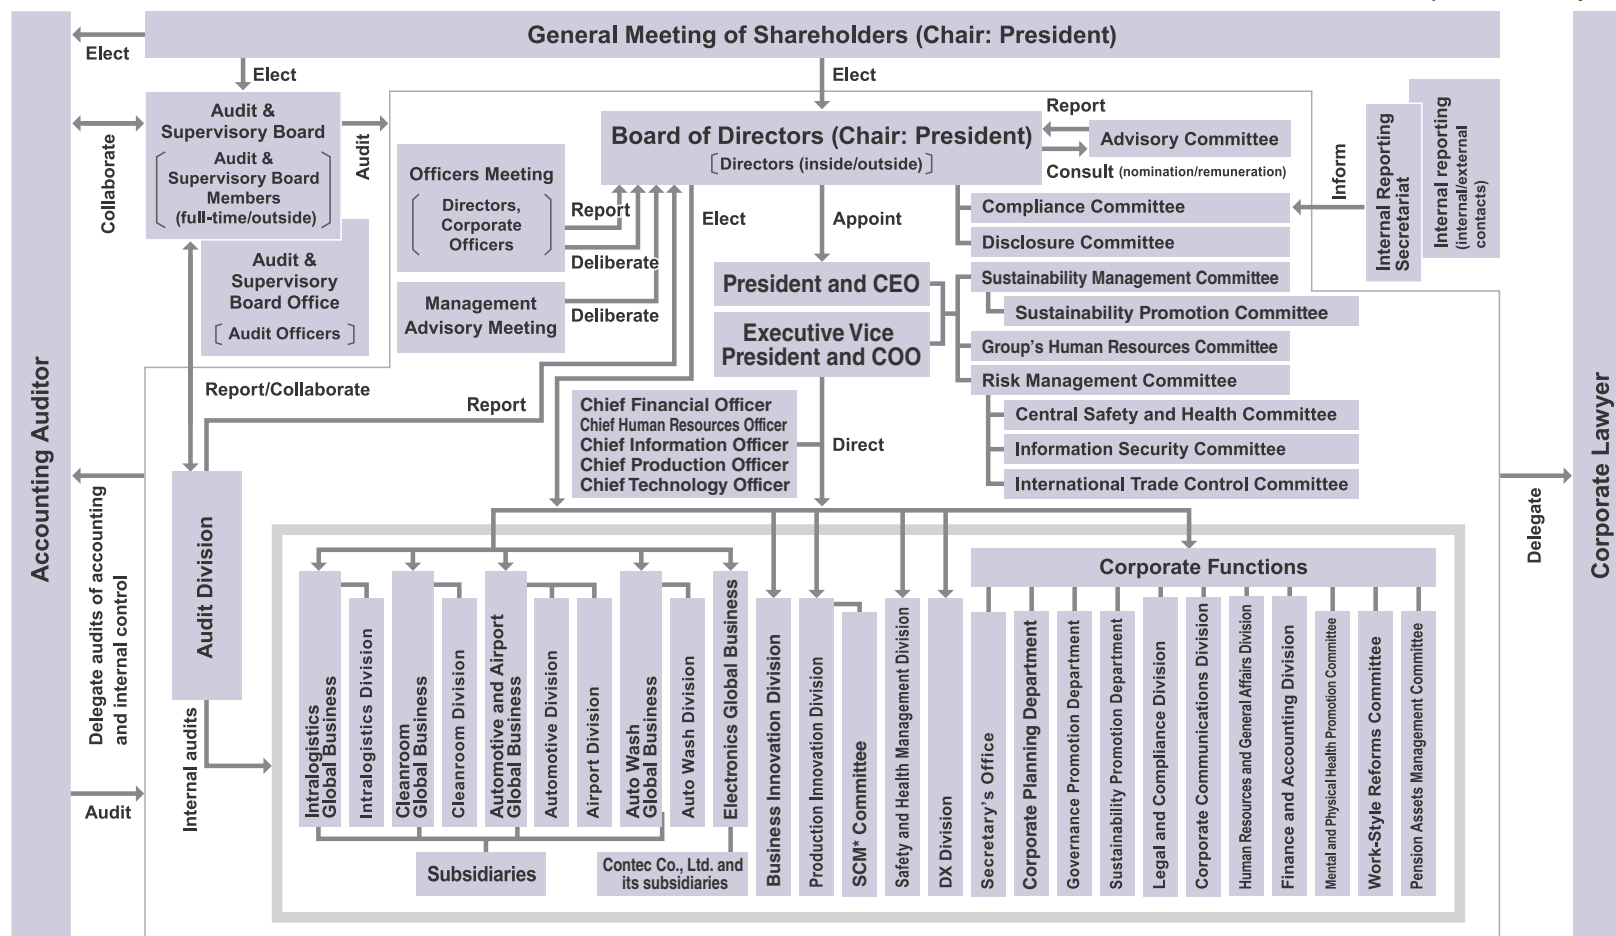 General Meeting of Shareholders (Chair: President)
Elect
Elect
Elect
Accounting Auditor
Corporate Lawyer
Collaborate
Audit &
Supervisory Board
Audit &
Supervisory Board
Members
(full-time/outside)
Audit
Audit &
Supervisory
Board Office
[ Audit Officers ]
Officers Meeting
Directors,
Corporate
Officers
Report
Deliberate
Management
Advisory Meeting
Deliberate
Board of Directors (Chair: President)
[Directors (inside/outside) ]
Report
Advisory Committee
Consult (nomination/remuneration)
Elect
Appoint
Compliance Committee
Disclosure Committee
Inform
Internal Reporting
Secretariat
Internal reporting
(internal/external
contacts)
President and CEO
Executive Vice
President and COO
Sustainability Management Committee
Sustainability Promotion Committee
Group's Human Resources Committee
Risk Management Committee
Central Safety and Health Committee
Information Security Committee
International Trade Control Committee
Report/Collaborate
Report
Chief Financial Officer
Chief Human Resources Officer
Chief Information Officer
Chief Production Officer
Chief Technology Officer
Direct
Delegate audits of accounting
and internal control
Audit
Audit Division
Internal audits
Delegate
Intralogistics
Global Business
Intralogistics Division
Cleanroom
Global Business
Cleanroom Division
Automotive and Airport
Global Business
Automotive Division
Airport Division
Auto Wash
Global Business
Auto Wash Division
Electronics Global Business
Subsidiaries
Contec Co., Ltd. and
its subsidiaries
Business Innovation Division
Production Innovation Division
SCM* Committee
Safety and Health Management Division
DX Division
Corporate Functions
Secretary's Office
Corporate Planning Department
Governance Promotion Department
Sustainability Promotion Department
Legal and Compliance Division
Corporate Communications Division
Human Resources and General Affairs Division
Finance and Accounting Division
Mental and Physical Health Promotion Committee
Work-Style Reforms Committee
Pension Assets Management Committee